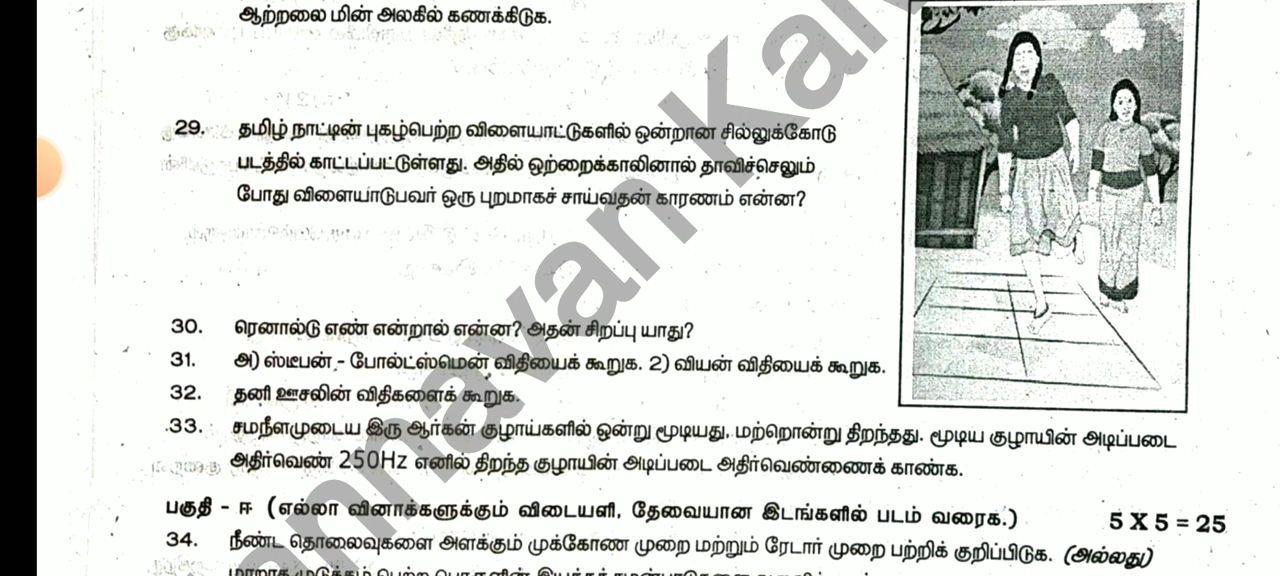 ஆற்றலை மின் அலகில் கணக்கிடுக.
29. தமிழ் நாட்டின் புகழ்பெற்ற விளையாட்டுகளில் ஒன்றான சில்லுக்கோடு
படத்தில் காட்டப்பட்டுள்ளது. அதில் ஒற்றைக்காலினால் தாவிச்செலும்
போது விளையாடுபவர் ஒரு புறமாகச் சாய்வதன் காரணம் என்ன?
30. ரெனால்டு எண் என்றால் என்ன? அதன் சிறப்பு யாது?
31. அ) ஸ்டீபன் - போல்ட்ஸ்மென் விதியைக் கூறுக. 2) வியன் விதியைக் கூறுக.
32. தனி ஊசலின் விதிகளைக் கூறுக.
33. சமநீளமுடைய இரு ஆர்கன் குழாய்களில் ஒன்று மூடியது, மற்றொன்று திறந்தது. மூடிய குழாயின் அடிப்படை
அதிர்வெண் 250Hz எனில் திறந்த குழாயின் அடிப்படை அதிர்வெண்ணைக் காண்க.
பகுதி - ஈ (எல்லா வினாக்களுக்கும் விடையளி, தேவையான இடங்களில் படம் வரைக.) 5 X 5 = 25
34. நீண்ட தொலைவுகளை அளக்கும் முக்கோண முறை மற்றும் ரேடார் முறை பற்றிக் குறிப்பிடுக. (அல்லது)